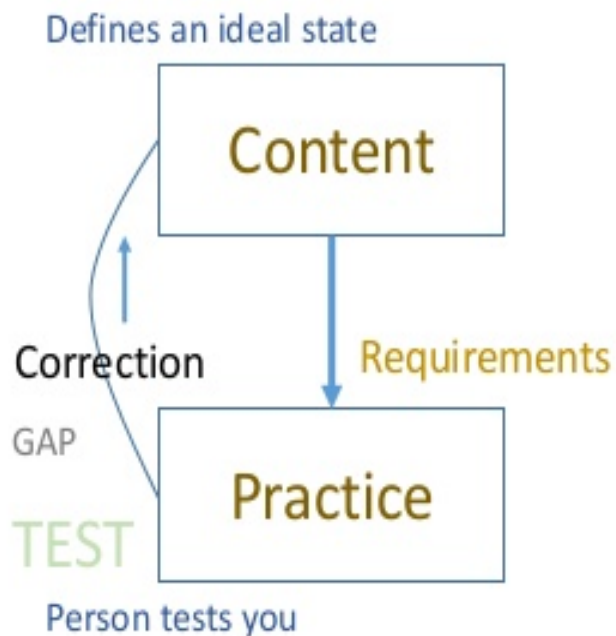 Defines an ideal state
Content
Correction
Requirements
GAP
Practice
TEST
Person tests you